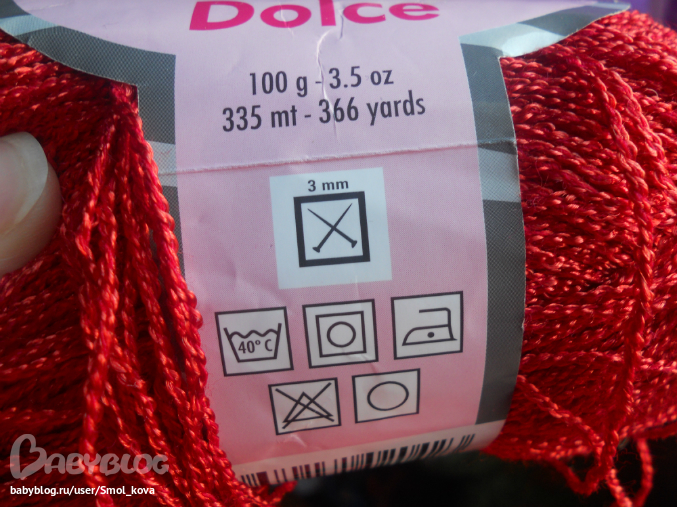 Dolce
100 g - 3.5 oz
335 mt - 366 yards
3 mm
40° C
BABYBLOG
babyblog.ru/user/Smol_kova